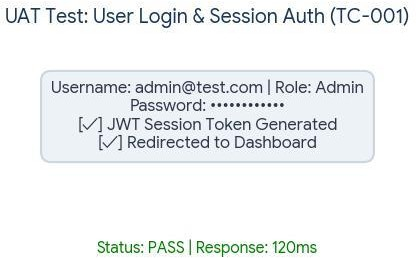 UAT Test: User Login & Session Auth (TC-001)
Username: admin@test.com | Role: Admin
Password: ••••••••••••
[✓] JWT Session Token Generated
[✓] Redirected to Dashboard
Status: PASS | Response: 120ms